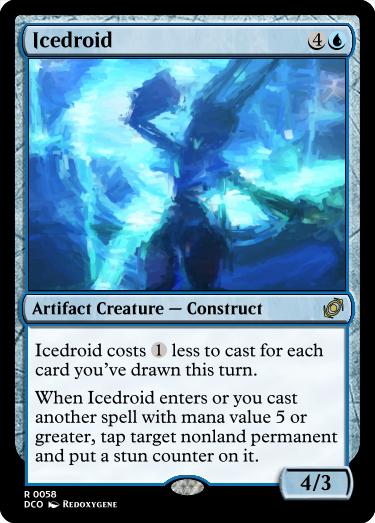 Icedroid 4
Artifact Creature — Construct
Icedroid costs 1 less to cast for each
card you've drawn this turn.
When Icedroid enters or you cast
another spell with mana value 5 or
greater, tap target nonland permanent
and put a stun counter on it.
4/3
R 0058
DCO Redoxygene